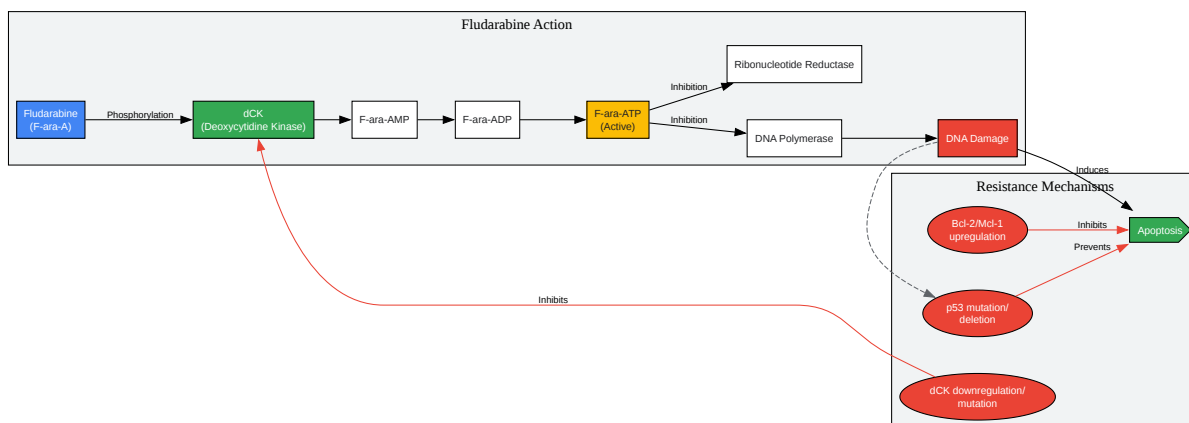 Fludarabine Action
Ribonucleotide Reductase
Inhibition
Fludarabine
(F-ara-A)
Phosphorylation
dCK
(Deoxycytidine Kinase)
F-ara-AMP
F-ara-ADP
F-ara-ATP
(Active)
Inhibition
DNA Polymerase
DNA Damage
Induces
Resistance Mechanisms
Bcl-2/Mcl-1
upregulation
Inhibits
Apoptosis
Prevents
p53 mutation/
deletion
Inhibits
dCK downregulation/
mutation